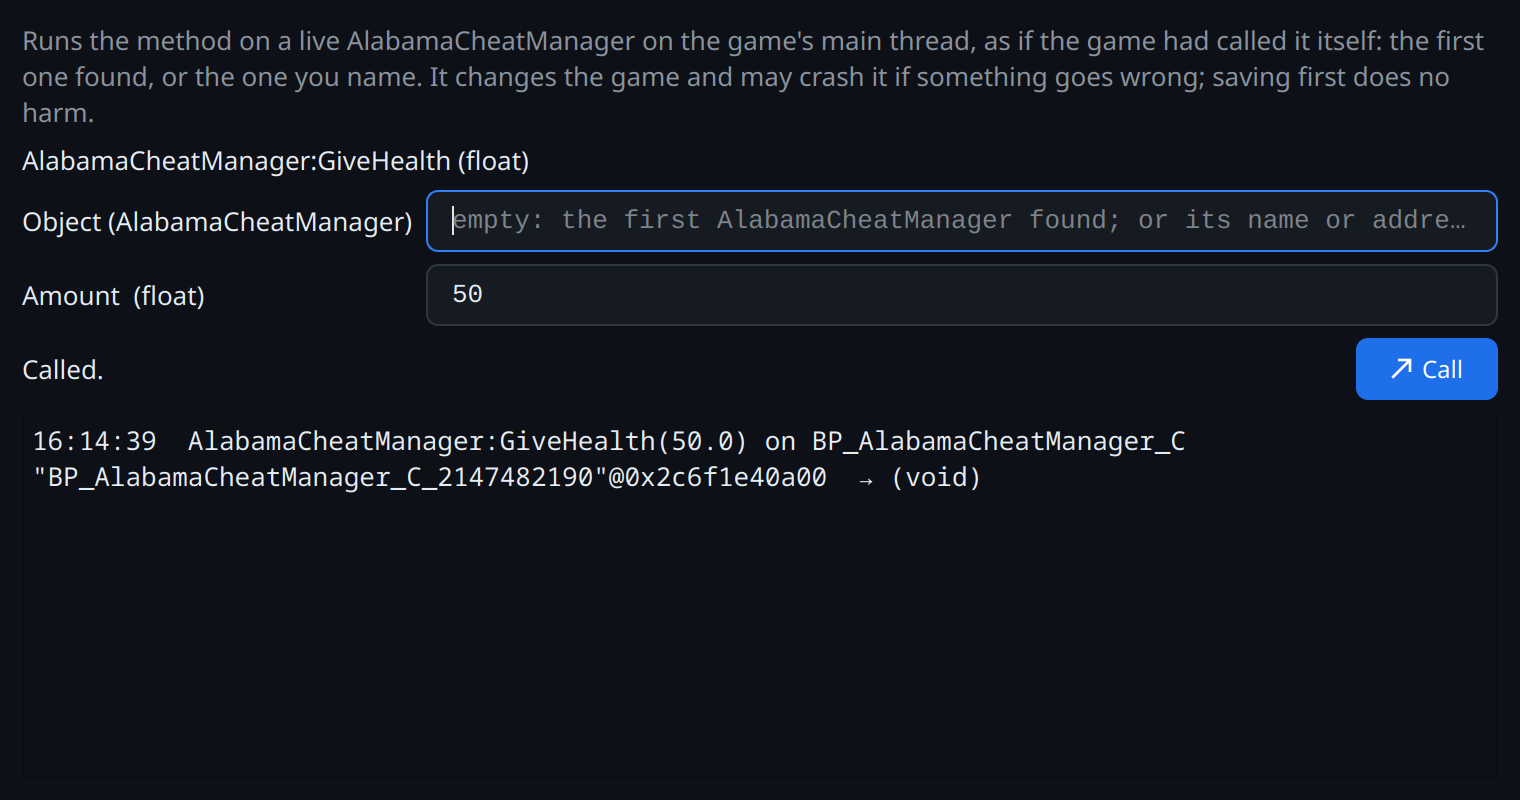 Runs the method on a live AlabamaCheatManager on the game's main thread, as if the game had called it itself: the first
one found, or the one you name. It changes the game and may crash it if something goes wrong; saving first does no
harm.
AlabamaCheatManager:GiveHealth (float)
Object (AlabamaCheatManager)
empty: the first AlabamaCheatManager found; or its name or addre…
Amount  (float)
50
Called.
Call
16:14:39  AlabamaCheatManager:GiveHealth(50.0) on BP_AlabamaCheatManager_C
"BP_AlabamaCheatManager_C_2147482190"@0x2c6f1e40a00  → (void)